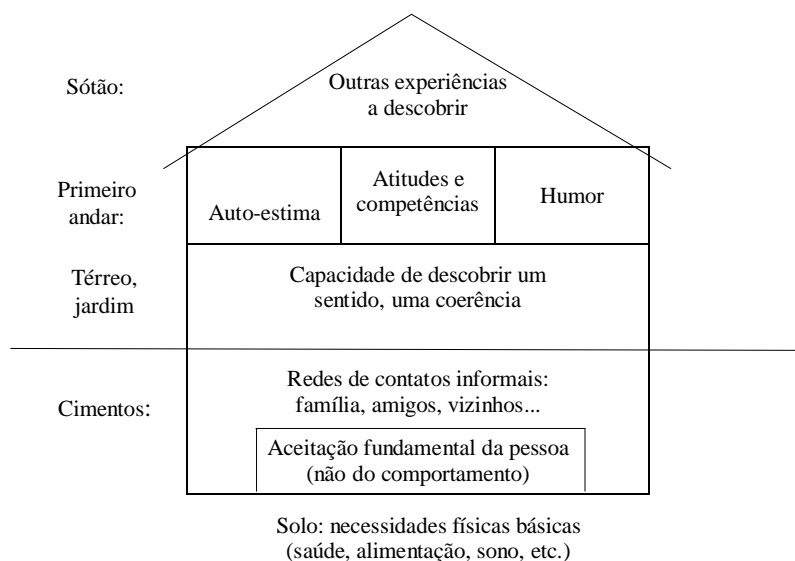 Sótão:
Outras experiências
a descobrir
Primeiro
andar:
Auto-estima
Atitudes e
competências
Humor
Térreo,
jardim
Capacidade de descobrir um
sentido, uma coerência
Cimentos:
Redes de contatos informais:
família, amigos, vizinhos...
Aceitação fundamental da pessoa
(não do comportamento)
Solo: necessidades físicas básicas
(saúde, alimentação, sono, etc.)